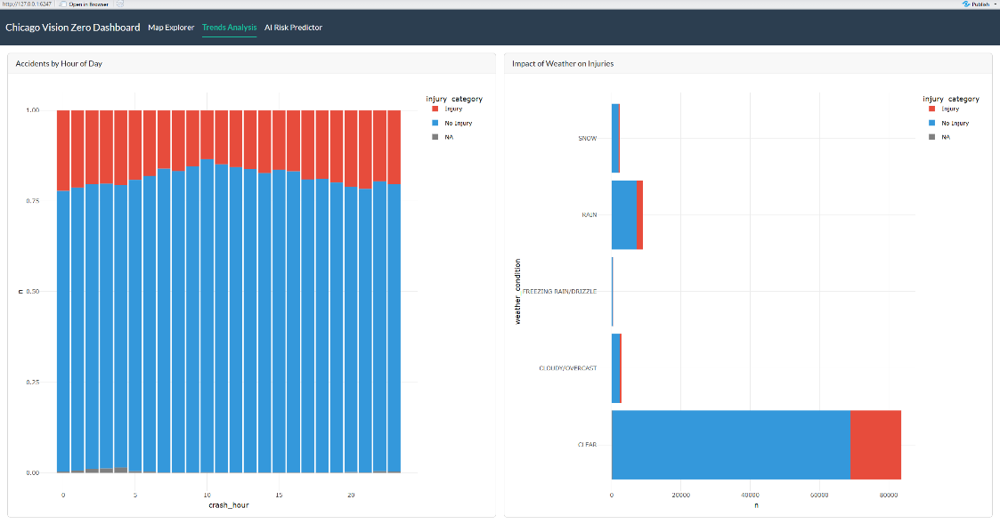 http://127.0.0.1:6247 Open in Browser Publish
Chicago Vision Zero Dashboard Map Explorer Trends Analysis AI Risk Predictor
Accidents by Hour of Day
1.00
0.75
0.50
0.25
0.00
n
0 5 10 15 20
crash_hour
injury_category
Injury
No Injury
NA
Impact of Weather on Injuries
SNOW
RAIN
FREEZING RAIN/DRIZZLE
CLOUDY/OVERCAST
CLEAR
weather_condition
0 20000 40000 60000 80000
n
injury_category
Injury
No Injury
NA